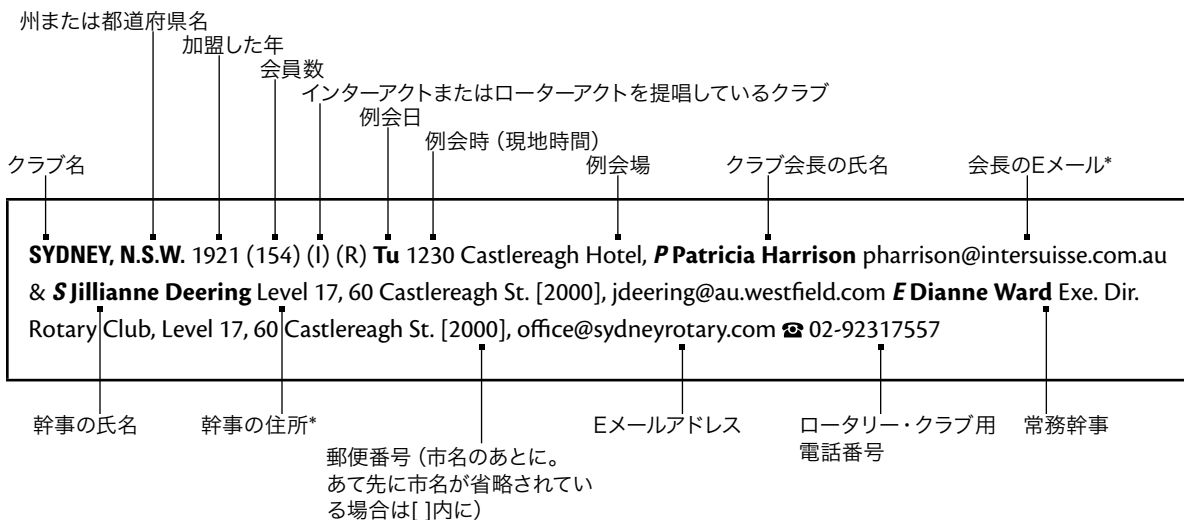 州または都道府県名
加盟した年
会員数
インターアクトまたはローターアクトを提唱しているクラブ
例会日
例会時（現地時間）
クラブ名
例会場
クラブ会長の氏名
会長のEメール*
SYDNEY, N.S.W. 1921 (154) (I) (R) Tu 1230 Castlereagh Hotel, P Patricia Harrison pharrison@intersuisse.com.au
& S Jillianne Deering Level 17, 60 Castlereagh St. [2000], jdeering@au.westfield.com E Dianne Ward Exe. Dir.
Rotary Club, Level 17, 60 Castlereagh St. [2000], office@sydneyrotary.com ☎ 02-92317557
幹事の氏名
幹事の住所*
郵便番号（市名のあとに。
あて先に市名が省略されてい
る場合は[ ]内に）
Eメールアドレス
ロータリー・クラブ用
電話番号
常務幹事